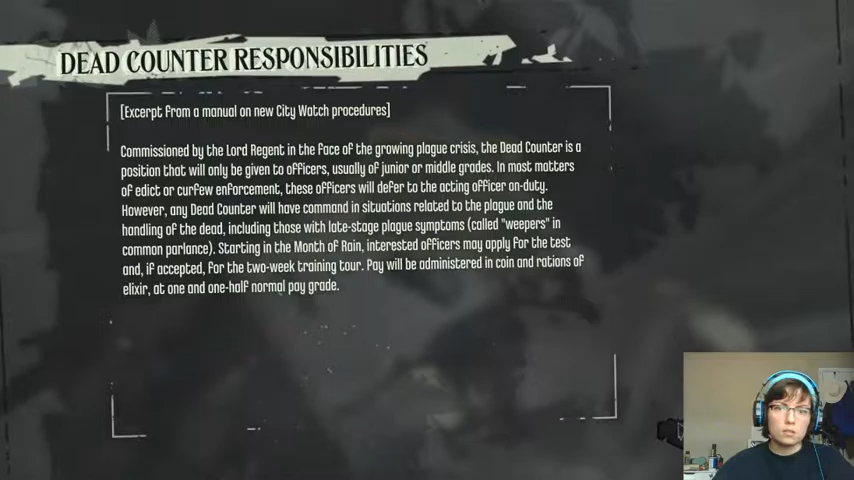 DEAD COUNTER RESPONSIBILITIES
[Excerpt from a manual on new City Watch procedures]
Commissioned by the Lord Regent in the face of the growing plague crisis, the Dead Counter is a
position that will only be given to officers, usually of junior or middle grades. In most matters
of edict or curfew enforcement, these officers will defer to the acting officer on-duty.
However, any Dead Counter will have command in situations related to the plague and the
handling of the dead, including those with late-stage plague symptoms (called "weepers" in
common parlance). Starting in the Month of Rain, interested officers may apply for the test
and, if accepted, for the two-week training tour. Pay will be administered in coin and rations of
elixir, at one and one-half normal pay grade.